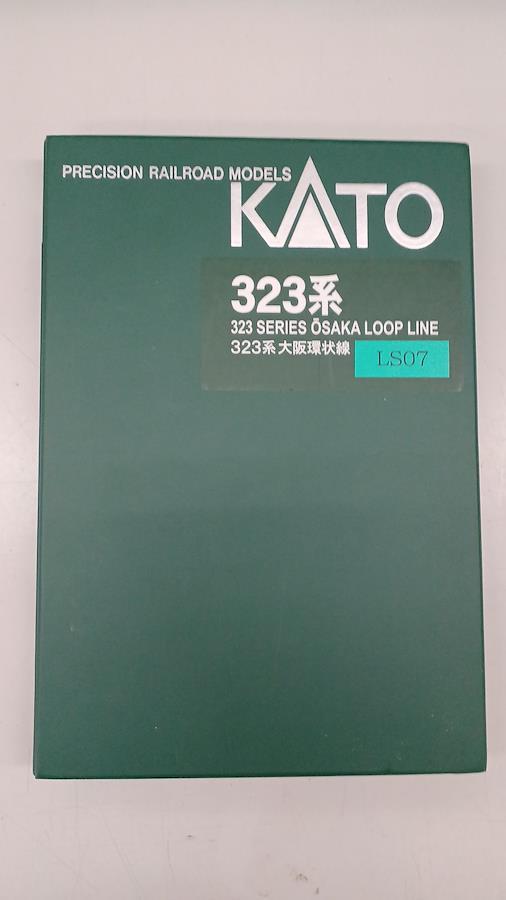 PRECISION RAILROAD MODELS
KATO
323系
323 SERIES ŌSAKA LOOP LINE
323系大阪環状線
LS07